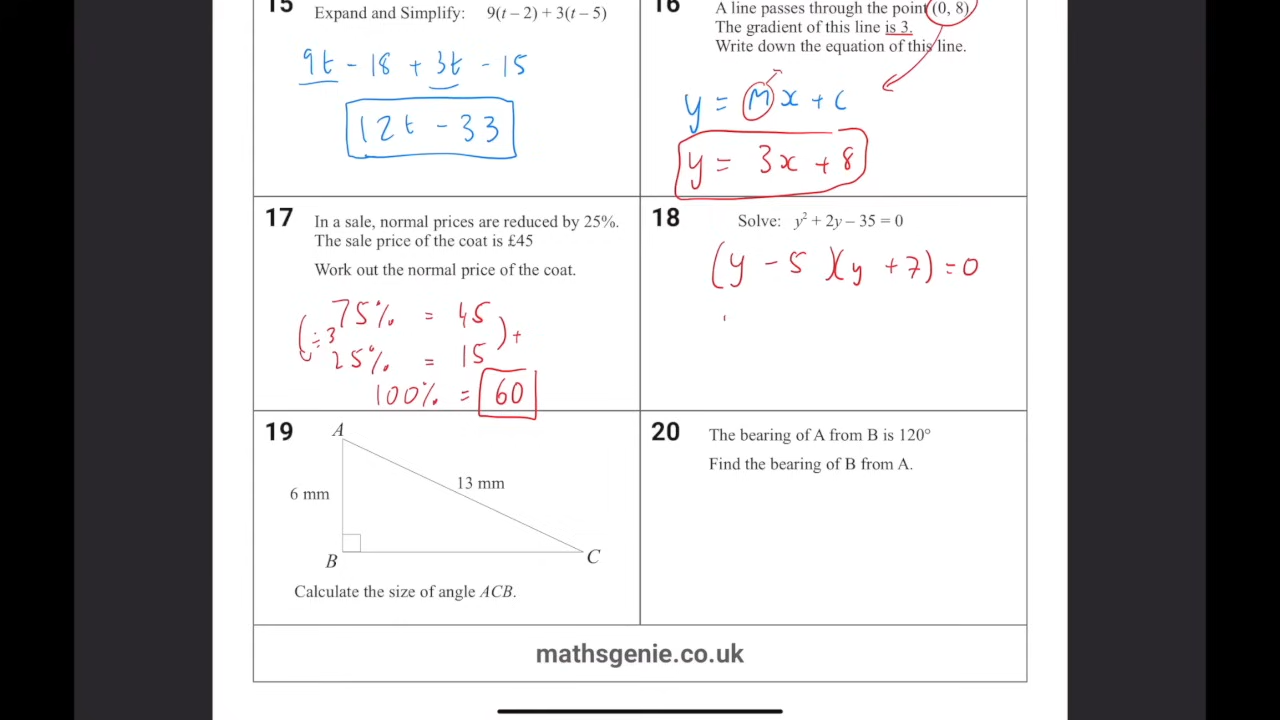 15
Expand and Simplify: 9(t – 2) + 3(t – 5)
9t - 18 + 3t - 15
12t - 33
16
A line passes through the point (0, 8)
The gradient of this line is 3.
Write down the equation of this line.
y = mx + c
y = 3x + 8
17
In a sale, normal prices are reduced by 25%.
The sale price of the coat is £45
Work out the normal price of the coat.
75% = 45
÷3
+
25% = 15
100% = 60
18
Solve: y² + 2y – 35 = 0
(y - 5)(y + 7) = 0
19
A
6 mm
13 mm
B
C
Calculate the size of angle ACB.
20
The bearing of A from B is 120°
Find the bearing of B from A.
mathsgenie.co.uk